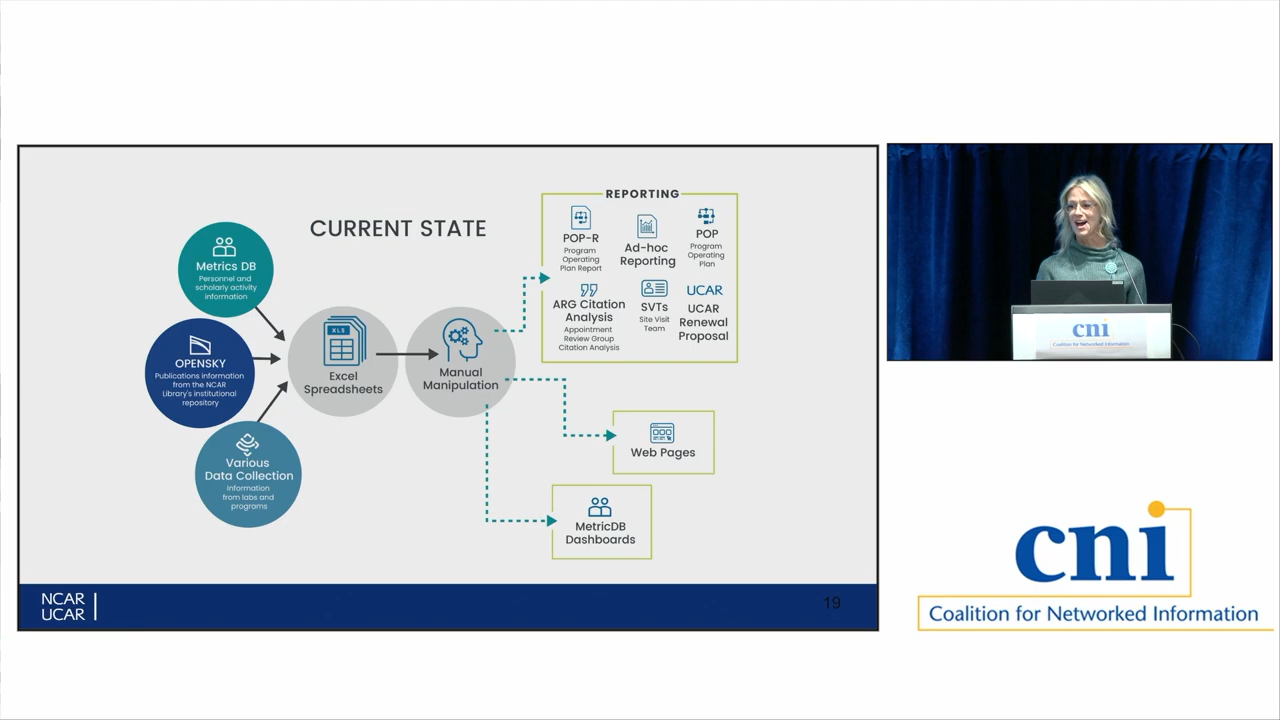 CURRENT STATE
Metrics DB
Personnel and
scholarly activity
information
OPENSKY
Publications information
from the NCAR
Library's institutional
repository
Various
Data Collection
Information
from labs and
programs
XLS
Excel
Spreadsheets
Manual
Manipulation
REPORTING
POP-R
Program
Operating
Plan Report
Ad-hoc
Reporting
POP
Program
Operating
Plan
ARG Citation
Analysis
Appointment
Review Group
Citation Analysis
SVTs
Site Visit
Team
UCAR
UCAR
Renewal
Proposal
Web Pages
MetricDB
Dashboards
NCAR
UCAR
19
cni
Coalition for Networked Information
cni
Coalition for Networked Information